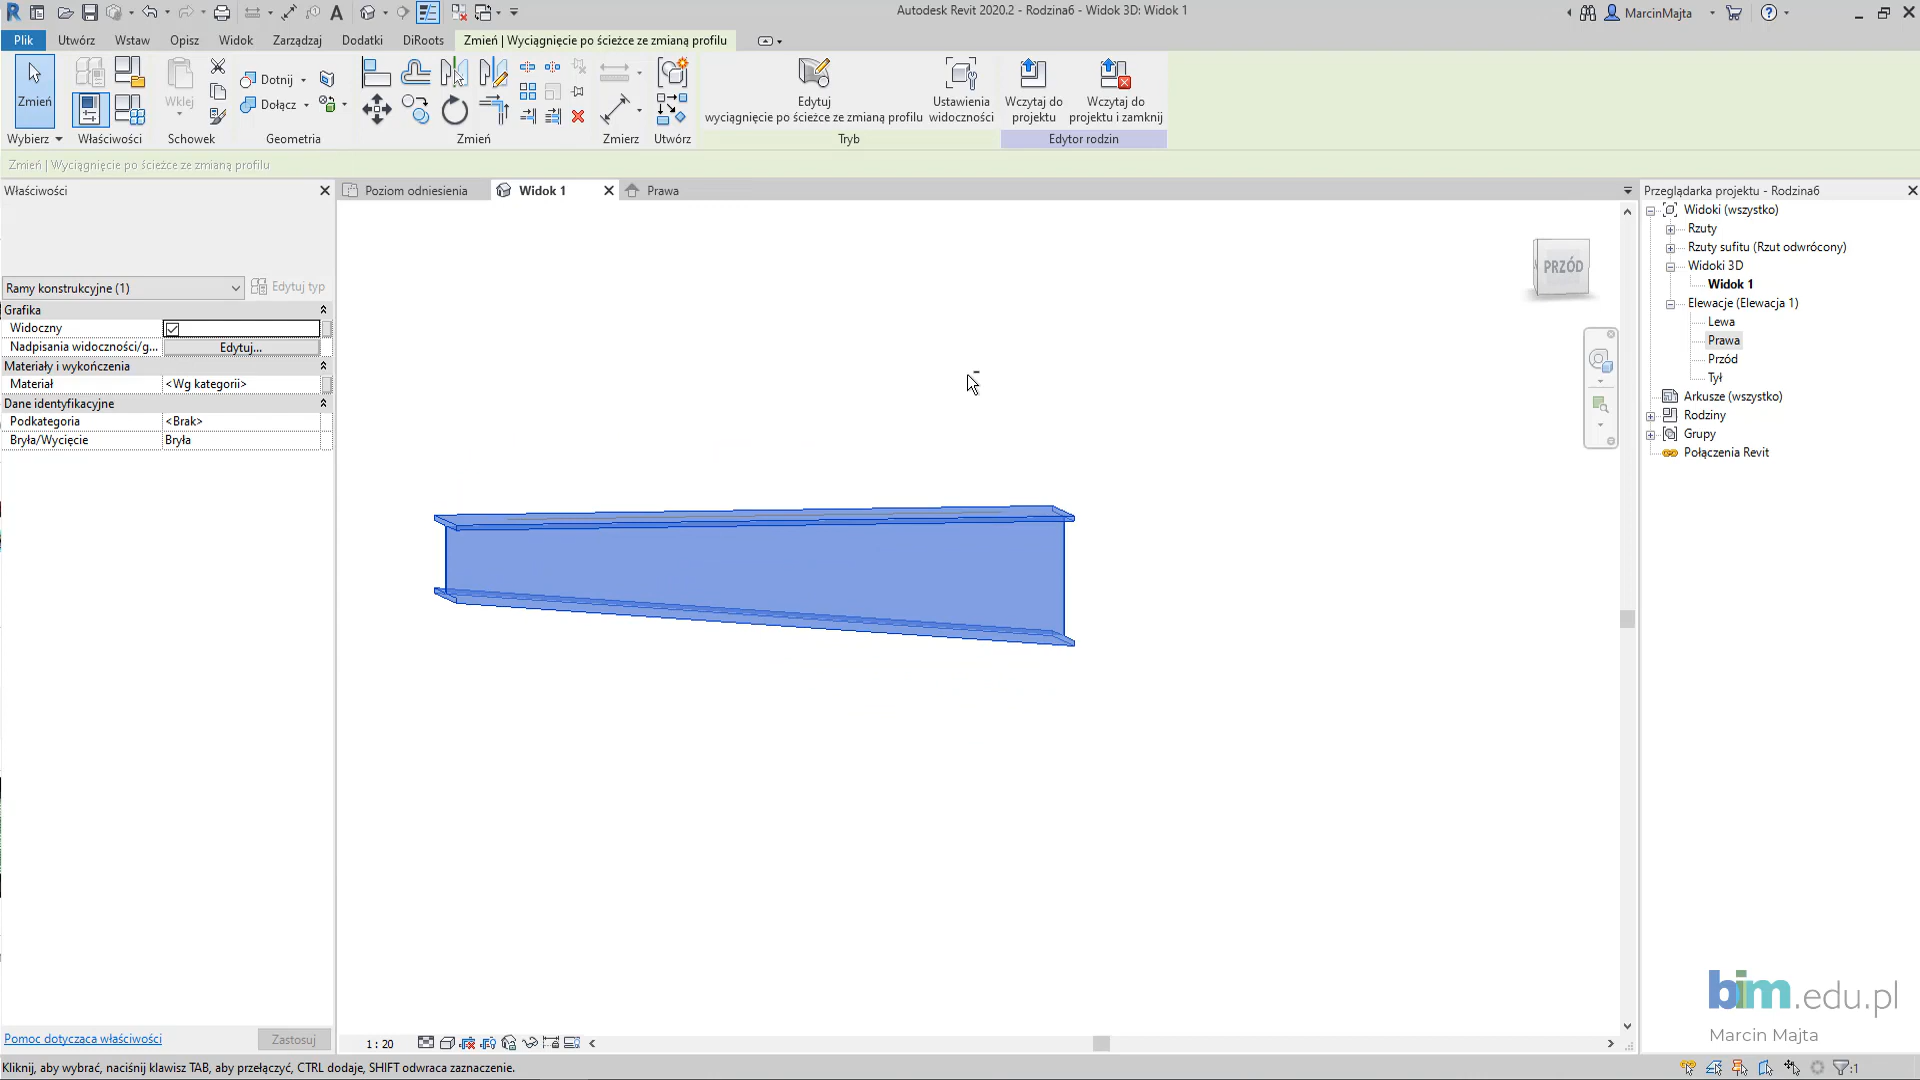 Autodesk Revit 2020.2 - Rodzina6 - Widok 3D: Widok 1
MarcinMajta
Plik Utwórz Wstaw Opisz Widok Zarządzaj Dodatki DiRoots Zmień | Wyciągnięcie po ścieżce ze zmianą profilu
Zmień
Wklej
Dotnij
Dołącz
Edytuj
wyciągnięcie po ścieżce ze zmianą profilu
Ustawienia
widoczności
Wczytaj do
projektu
Wczytaj do
projektu i zamknij
Wybierz Właściwości Schowek Geometria Zmień Zmierz Utwórz Tryb Edytor rodzin
Zmień | Wyciągnięcie po ścieżce ze zmianą profilu
Właściwości
Poziom odniesienia Widok 1 Prawa
Przeglądarka projektu - Rodzina6
Ramy konstrukcyjne (1) Edytuj typ
Grafika
Widoczny
Nadpisania widoczności/g... Edytuj...
Materiały i wykończenia
Materiał <Wg kategorii>
Dane identyfikacyjne
Podkategoria <Brak>
Bryła/Wycięcie Bryła
PRZÓD
Widoki (wszystko)
Rzuty
Rzuty sufitu (Rzut odwrócony)
Widoki 3D
Widok 1
Elewacje (Elewacja 1)
Lewa
Prawa
Przód
Tył
Arkusze (wszystko)
Rodziny
Grupy
Połączenia Revit
bim.edu.pl
Marcin Majta
Pomoc dotycząca właściwości Zastosuj
1 : 20
Kliknij, aby wybrać, naciśnij klawisz TAB, aby przełączyć, CTRL dodaje, SHIFT odwraca zaznaczenie.
:1